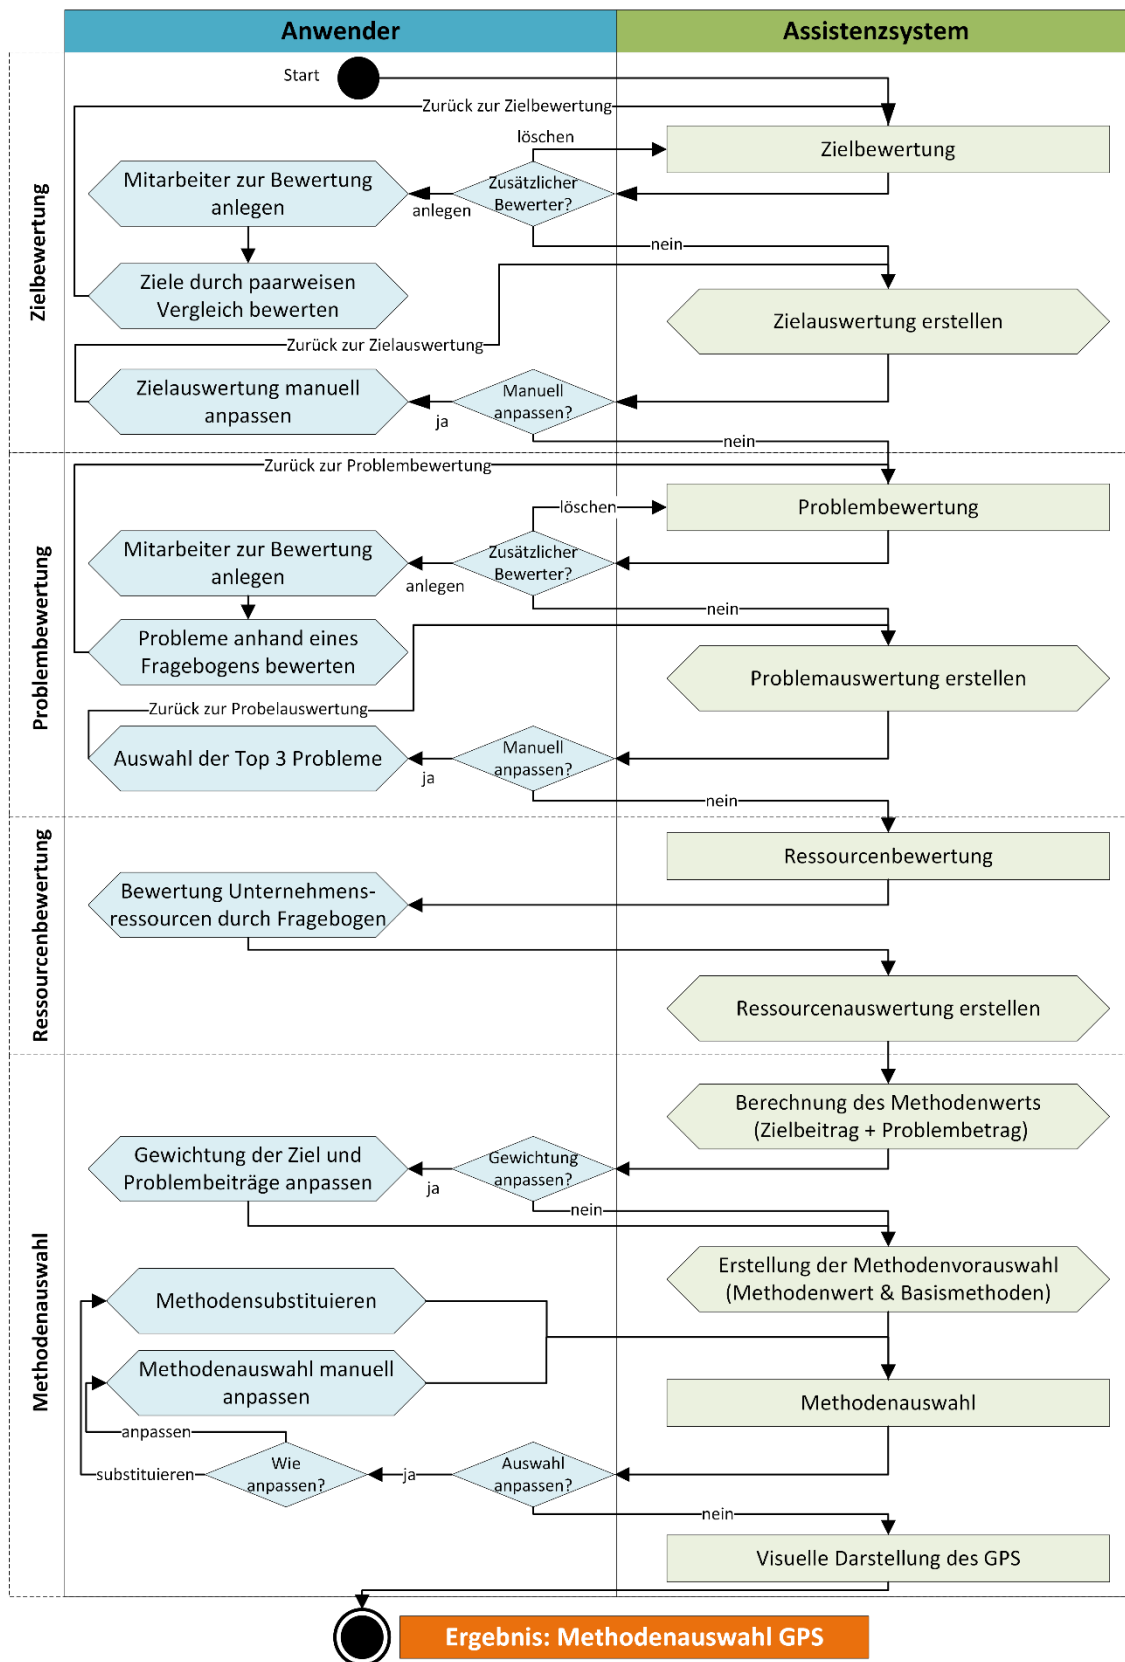 Anwender
Assistenzsystem
Start
Zurück zur Zielbewertung
löschen
Zielbewertung
Zielbewertung
Mitarbeiter zur Bewertung
anlegen
Zusätzlicher
Bewerter?
anlegen
nein
Ziele durch paarweisen
Vergleich bewerten
Zielauswertung erstellen
Zurück zur Zielauswertung
Zielauswertung manuell
anpassen
Manuell
anpassen?
ja
nein
Problembewertung
Zurück zur Problembewertung
löschen
Problembewertung
Mitarbeiter zur Bewertung
anlegen
Zusätzlicher
Bewerter?
anlegen
nein
Probleme anhand eines
Fragebogens bewerten
Problemauswertung erstellen
Zurück zur Probelauswertung
Auswahl der Top 3 Probleme
Manuell
anpassen?
ja
nein
Ressourcenbewertung
Ressourcenbewertung
Bewertung Unternehmens-
ressourcen durch Fragebogen
Ressourcenauswertung erstellen
Methodenauswahl
Berechnung des Methodenwerts
(Zielbeitrag + Problembetrag)
Gewichtung der Ziel und
Problembeiträge anpassen
Gewichtung
anpassen?
ja
nein
Erstellung der Methodenvorauswahl
(Methodenwert & Basismethoden)
Methodensubstituieren
Methodenauswahl manuell
anpassen
Methodenauswahl
anpassen
substituieren
Wie
anpassen?
ja
Auswahl
anpassen?
nein
Visuelle Darstellung des GPS
Ergebnis: Methodenauswahl GPS